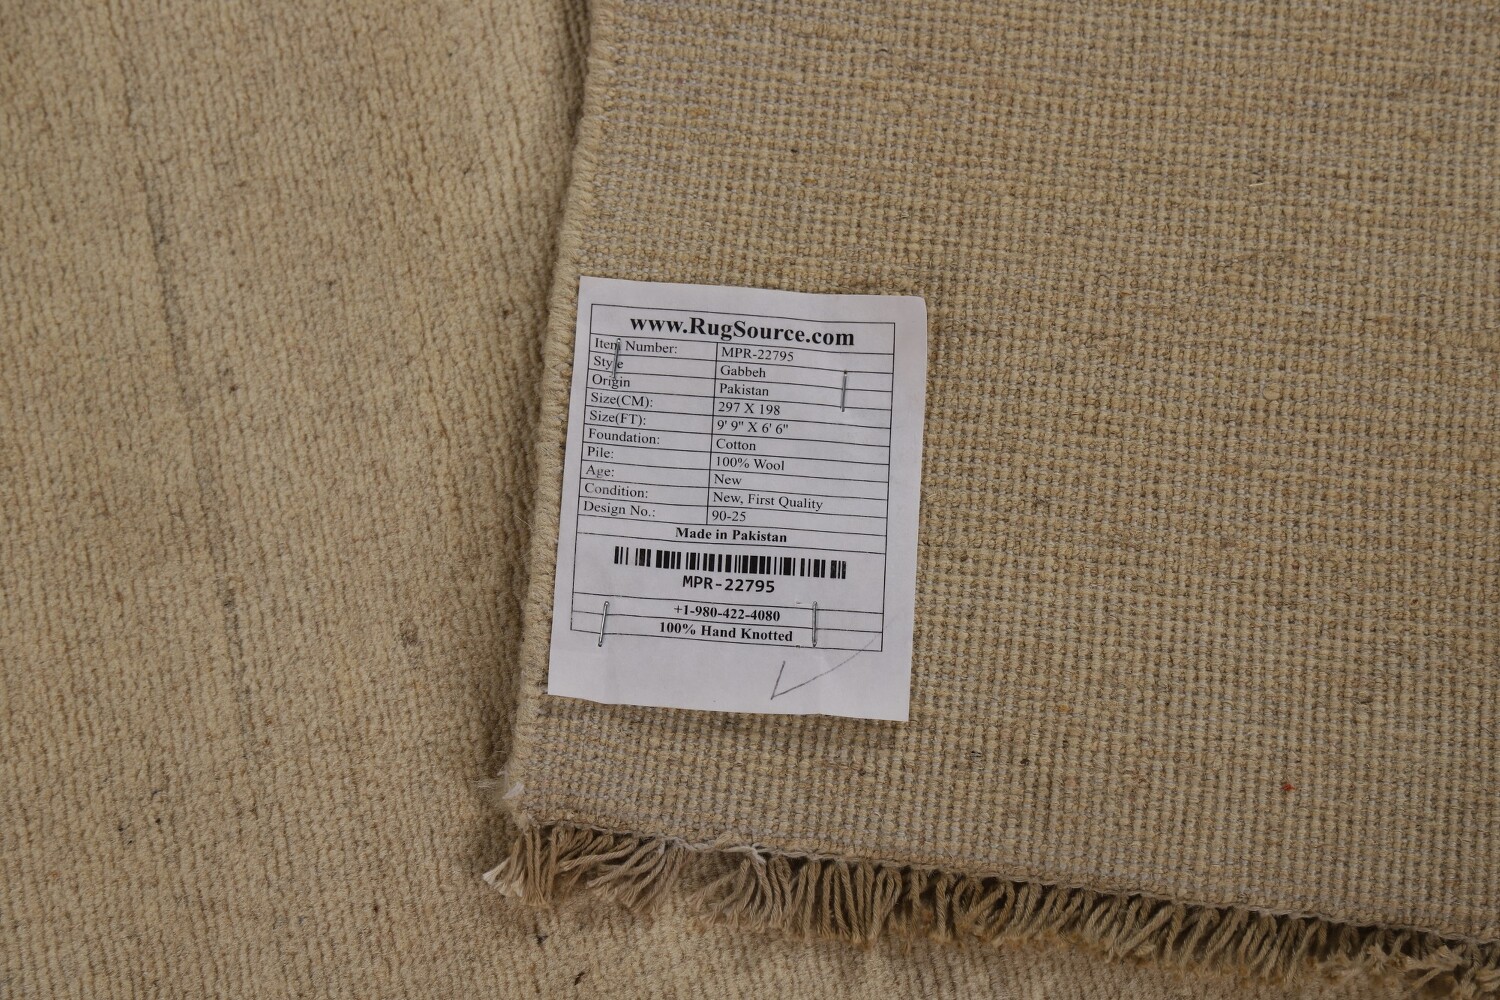 www.RugSource.com
Item Number: MPR-22795
Style Gabbeh
Origin Pakistan
Size(CM): 297 X 198
Size(FT): 9' 9" X 6' 6"
Foundation: Cotton
Pile: 100% Wool
Age: New
Condition: New, First Quality
Design No.: 90-25
Made in Pakistan
MPR-22795
+1-980-422-4080
100% Hand Knotted